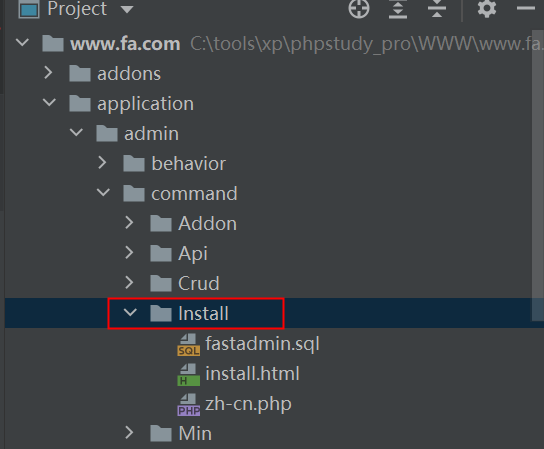 Project
www.fa.com C:\tools\xp\phpstudy_pro\WWW\www.fa.
addons
application
admin
behavior
command
Addon
Api
Crud
Install
SQL fastadmin.sql
H install.html
PHP zh-cn.php
Min